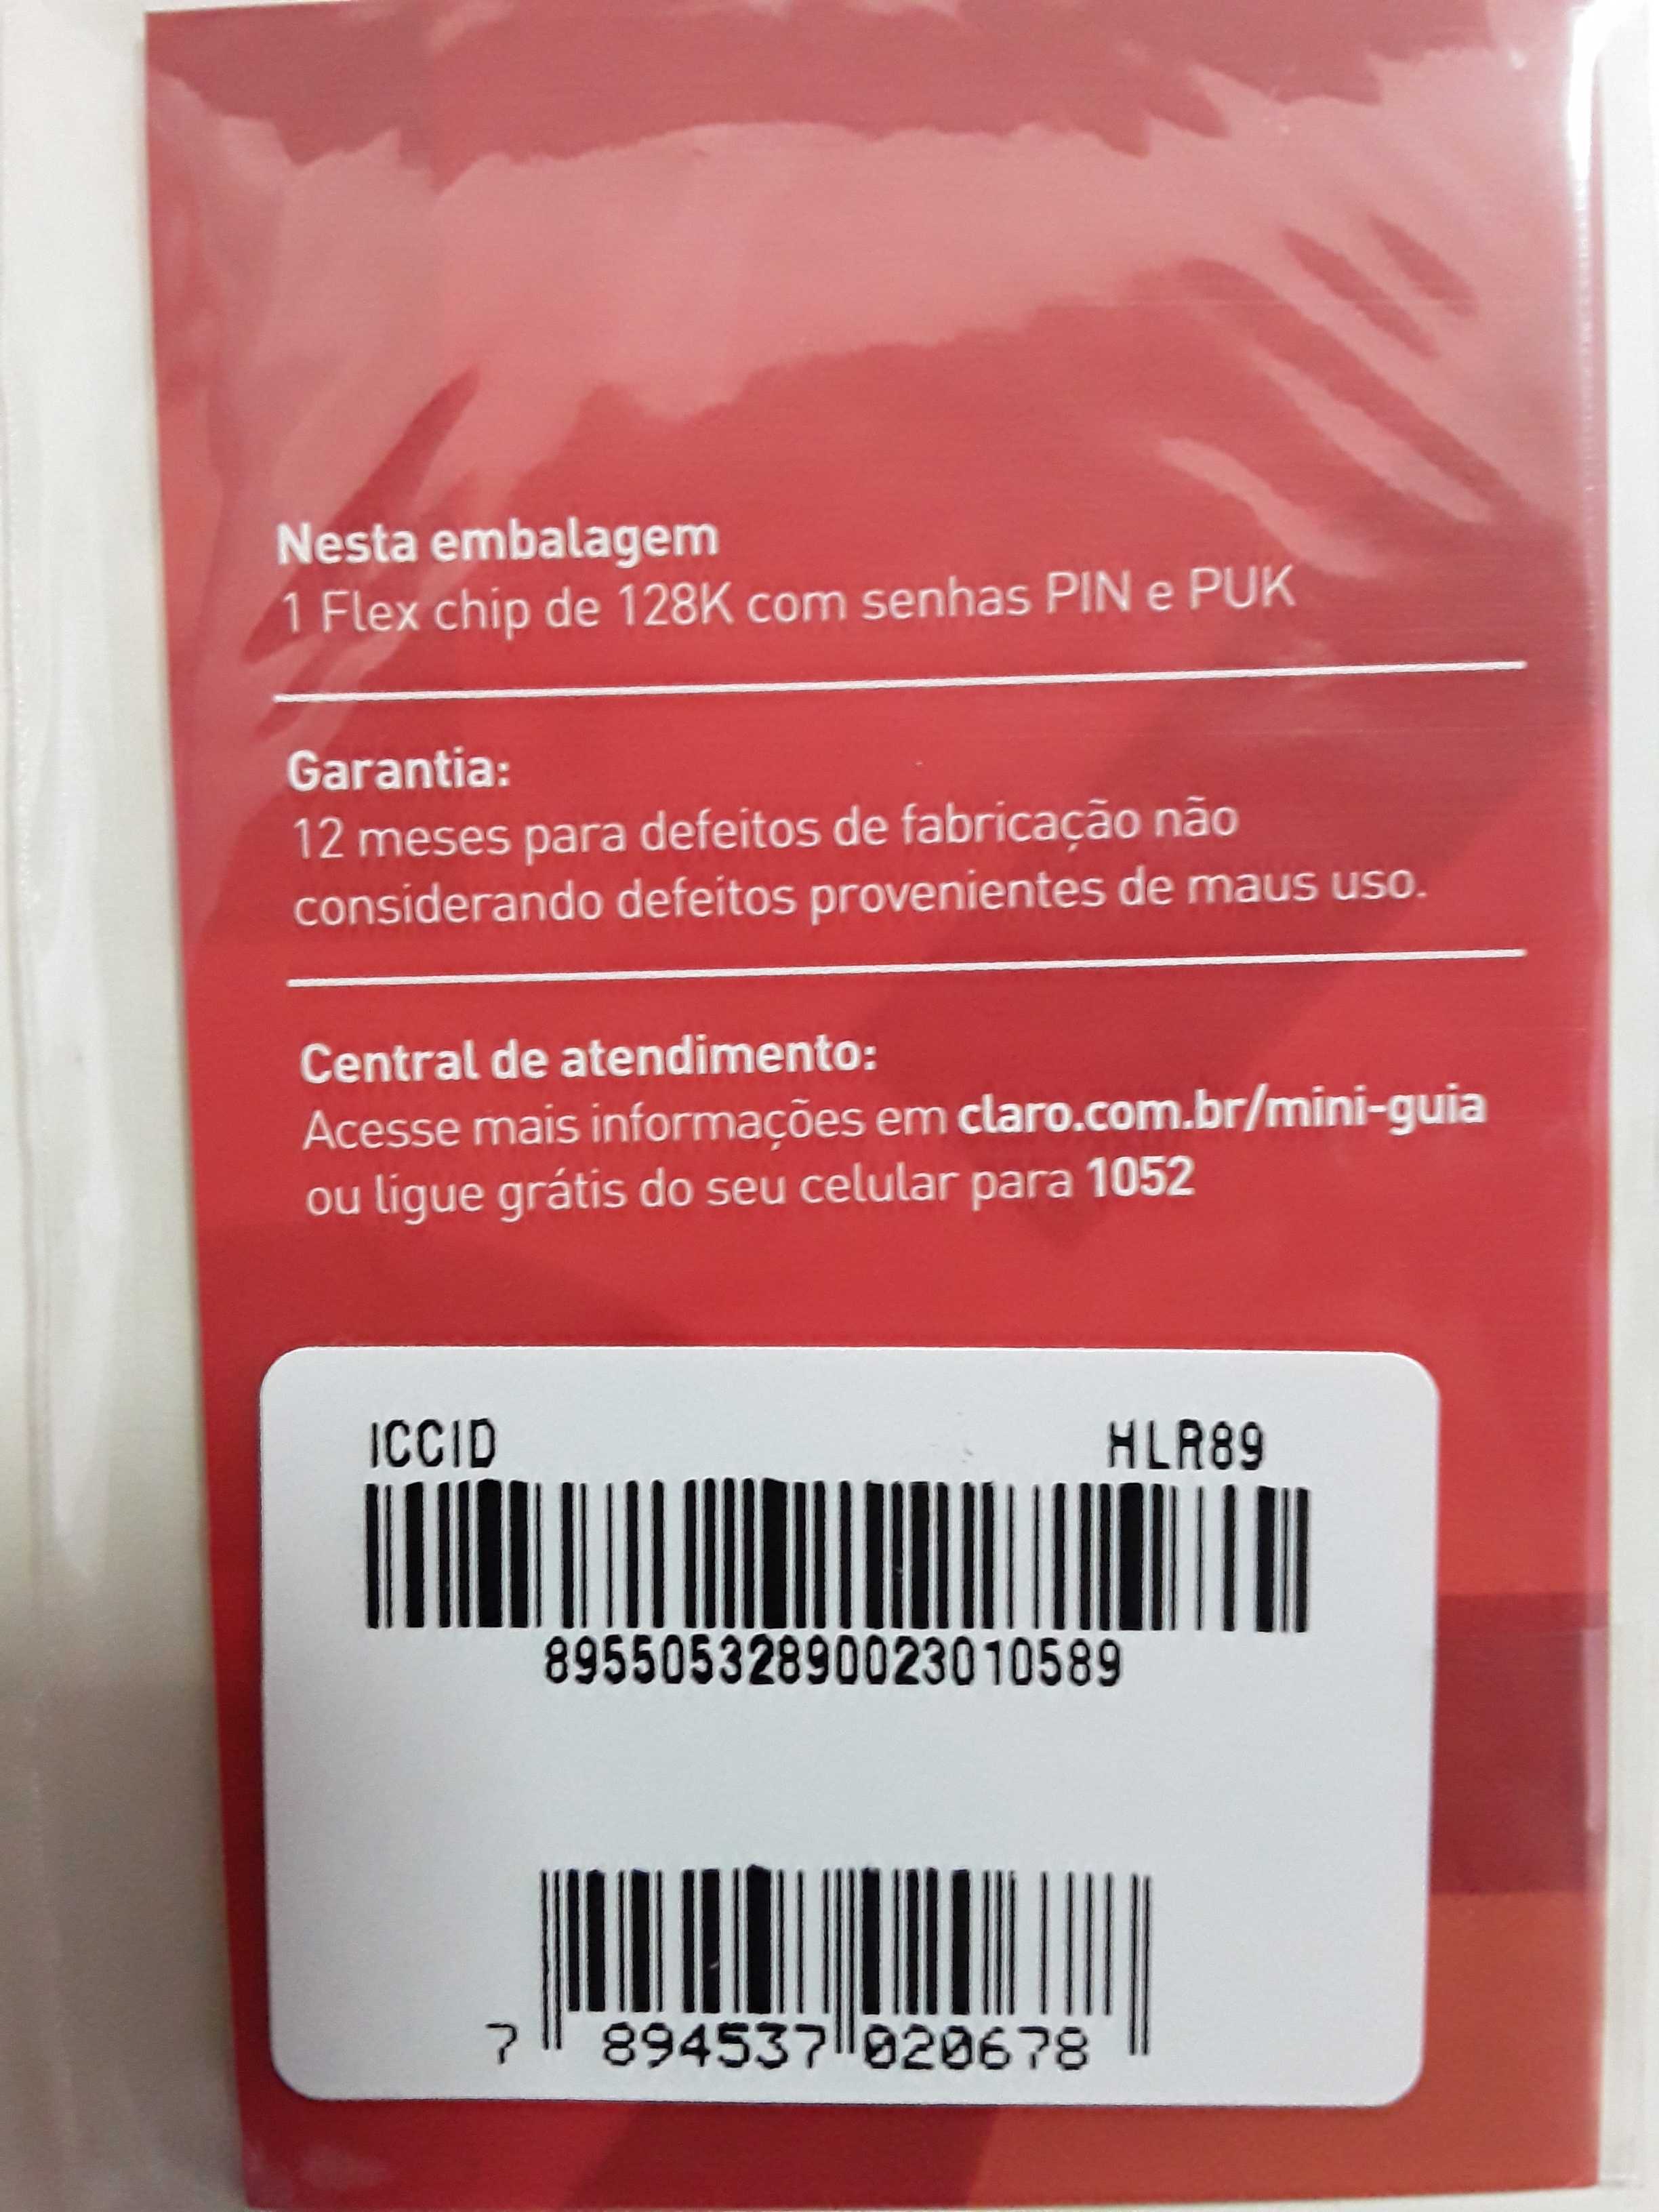 Nesta embalagem
1 Flex chip de 128K com senhas PIN e PUK
Garantia:
12 meses para defeitos de fabricação não
considerando defeitos provenientes de maus uso.
Central de atendimento:
Acesse mais informações em claro.com.br/mini-guia
ou ligue grátis do seu celular para 1052
ICCID HLR89
89550532890023010589
7 894537 020678